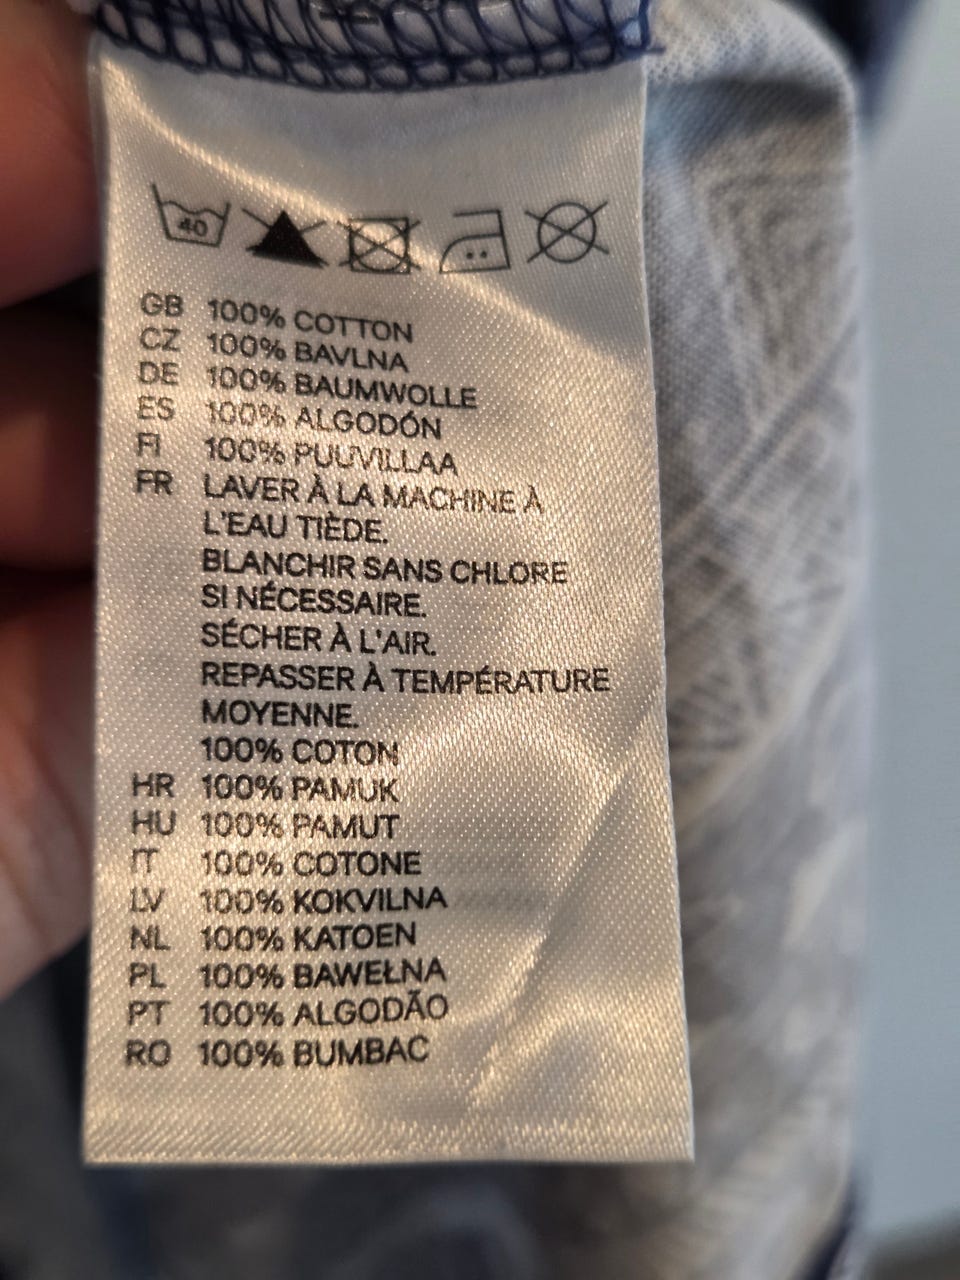 40
GB 100% COTTON
CZ 100% BAVLNA
DE 100% BAUMWOLLE
ES 100% ALGODÓN
FI 100% PUUVILLAA
FR LAVER À LA MACHINE À
L'EAU TIÈDE.
BLANCHIR SANS CHLORE
SI NÉCESSAIRE.
SÉCHER À L'AIR.
REPASSER À TEMPÉRATURE
MOYENNE.
100% COTON
HR 100% PAMUK
HU 100% PAMUT
IT 100% COTONE
LV 100% KOKVILNA
NL 100% KATOEN
PL 100% BAWEŁNA
PT 100% ALGODÃO
RO 100% BUMBAC